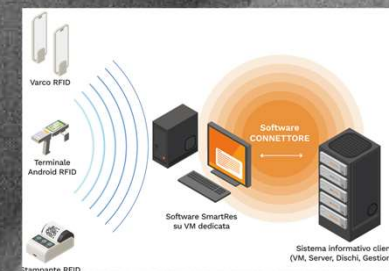 Varco RFID
Terminale
Android RFID
Stampante RFID
Software
CONNETTORE
Software SmartRes
su VM dedicata
Sistema informativo clien
(VM, Server, Dischi, Gestion